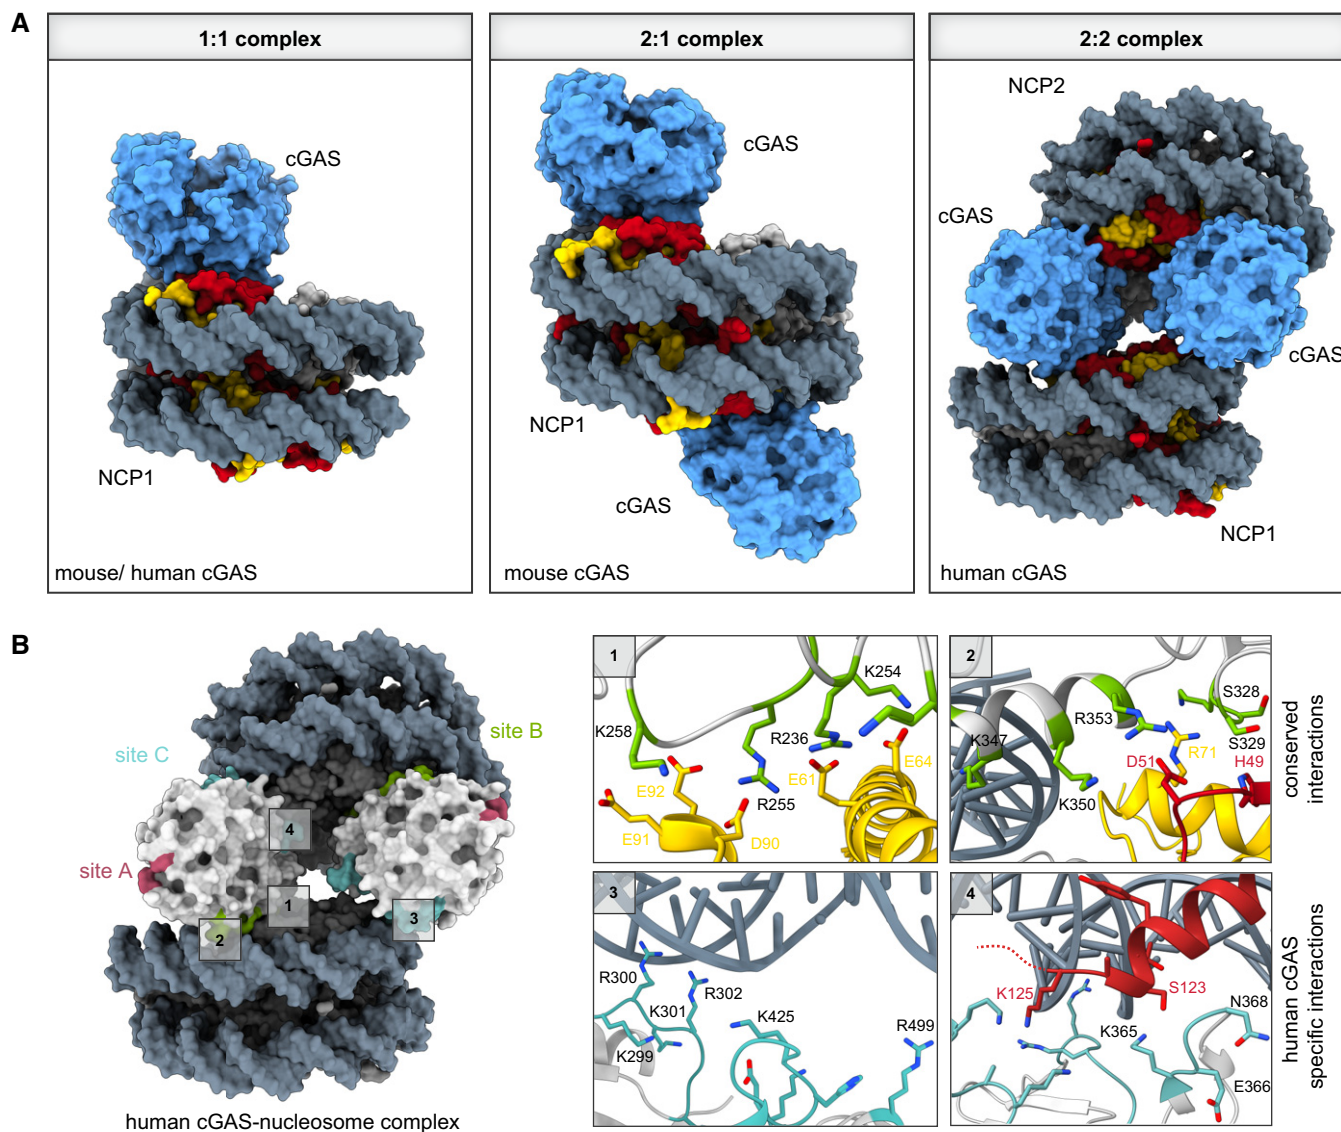 A
1:1 complex
2:1 complex
2:2 complex
cGAS
NCP1
mouse/ human cGAS
cGAS
NCP1
cGAS
mouse cGAS
NCP2
cGAS
cGAS
NCP1
human cGAS
B
site C
site B
site A
4
1
2
3
human cGAS-nucleosome complex
1
K254
K258
R236
E64
E92
E61
R255
E91
D90
2
S328
R353
K347
S329
R71
D51
H49
K350
conserved
interactions
3
R300
R302
K301
K425
K299
R499
4
K125
S123
N368
K365
E366
human cGAS
specific interactions